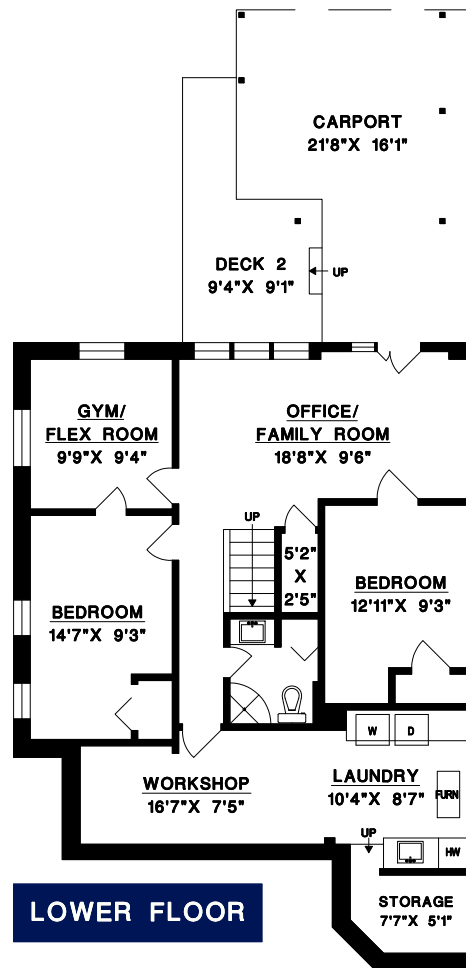 CARPORT
21'8"X 16'1"
DECK 2
9'4"X 9'1"
UP
GYM/
FLEX ROOM
9'9"X 9'4"
OFFICE/
FAMILY ROOM
18'8"X 9'6"
UP
5'2"
X
2'5"
BEDROOM
12'11"X 9'3"
BEDROOM
14'7"X 9'3"
W
D
WORKSHOP
16'7"X 7'5"
LAUNDRY
10'4"X 8'7"
FURN
UP
HW
STORAGE
7'7"X 5'1"
LOWER FLOOR